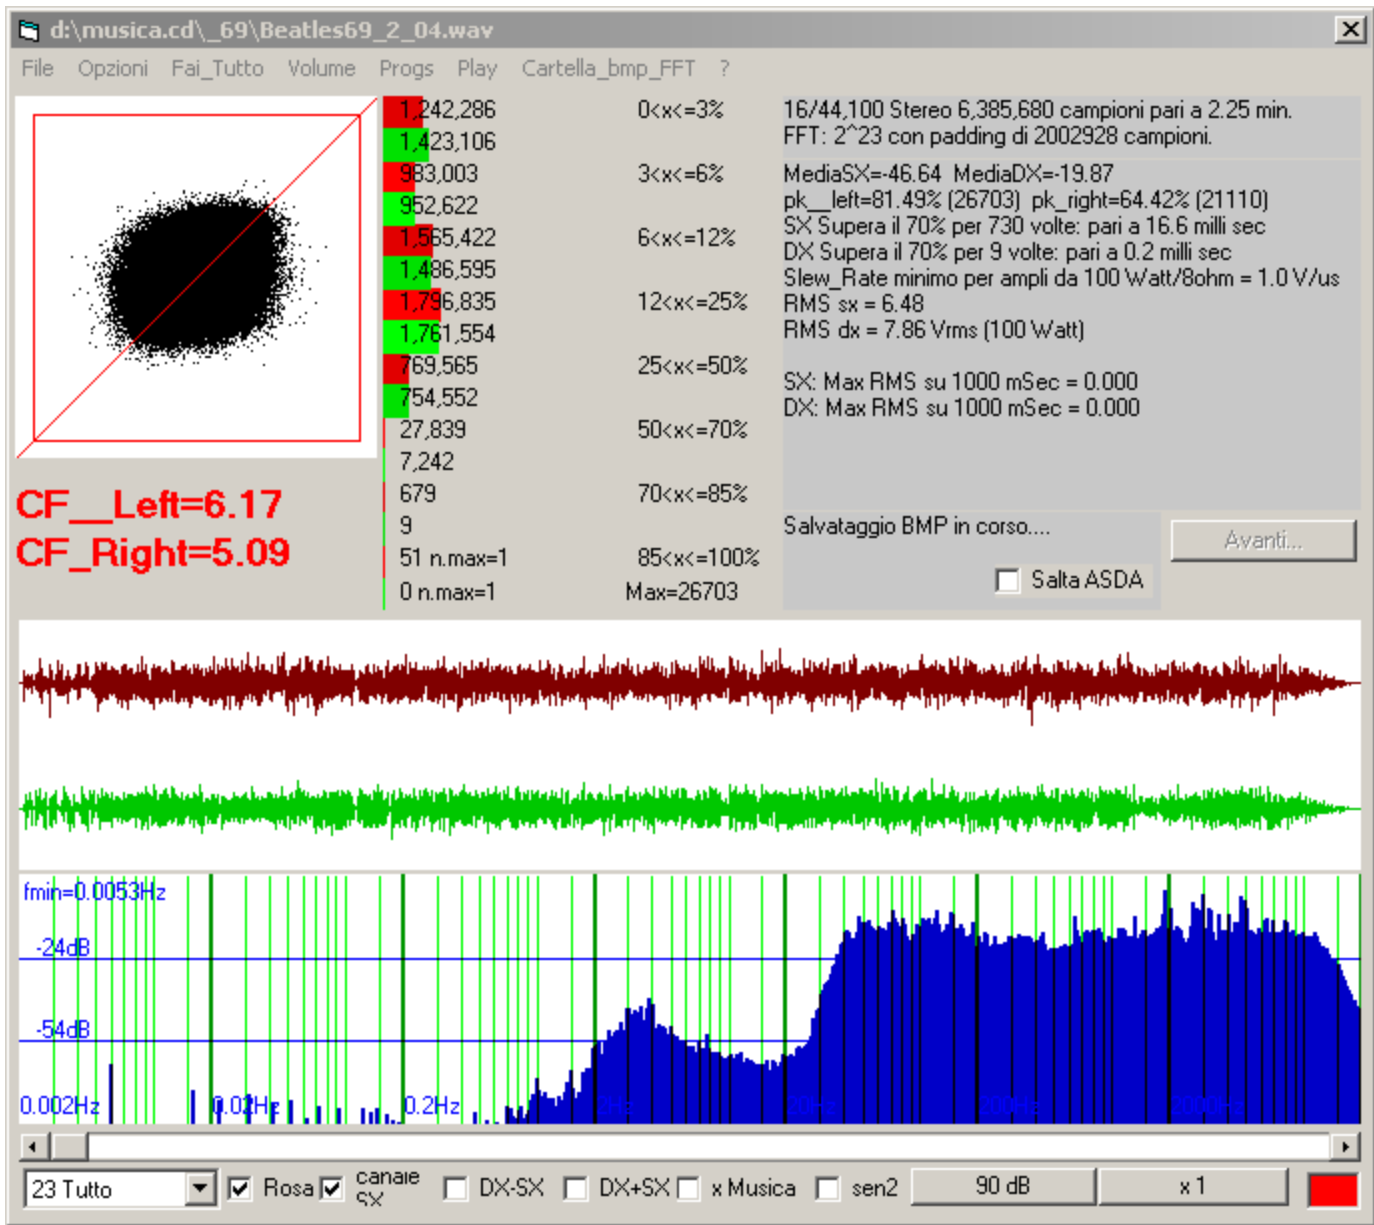 d:\musica.cd\_69\Beatles69_2_04.wav
File Opzioni Fai_Tutto Volume Progs Play Cartella_bmp_FFT ?
1,242,286 0<x<=3%
1,423,106
983,003 3<x<=6%
952,622
1,565,422 6<x<=12%
1,486,595
1,796,835 12<x<=25%
1,761,554
769,565 25<x<=50%
754,552
27,839 50<x<=70%
7,242
679 70<x<=85%
9
51 n.max=1 85<x<=100%
0 n.max=1 Max=26703
16/44,100 Stereo 6,385,680 campioni pari a 2.25 min.
FFT: 2^23 con padding di 2002928 campioni.
MediaSX=-46.64 MediaDX=-19.87
pk__left=81.49% (26703) pk_right=64.42% (21110)
SX Supera il 70% per 730 volte: pari a 16.6 milli sec
DX Supera il 70% per 9 volte: pari a 0.2 milli sec
Slew_Rate minimo per ampli da 100 Watt/8ohm = 1.0 V/us
RMS sx = 6.48
RMS dx = 7.86 Vrms (100 Watt)
SX: Max RMS su 1000 mSec = 0.000
DX: Max RMS su 1000 mSec = 0.000
CF__Left=6.17
CF_Right=5.09
Salvataggio BMP in corso....
Avanti...
Salta ASDA
fmin=0.0053Hz
-24dB
-54dB
0.002Hz 0.02Hz 0.2Hz 2Hz 20Hz 200Hz 2000Hz
23 Tutto Rosa canale SX DX-SX DX+SX x Musica sen2 90 dB x 1